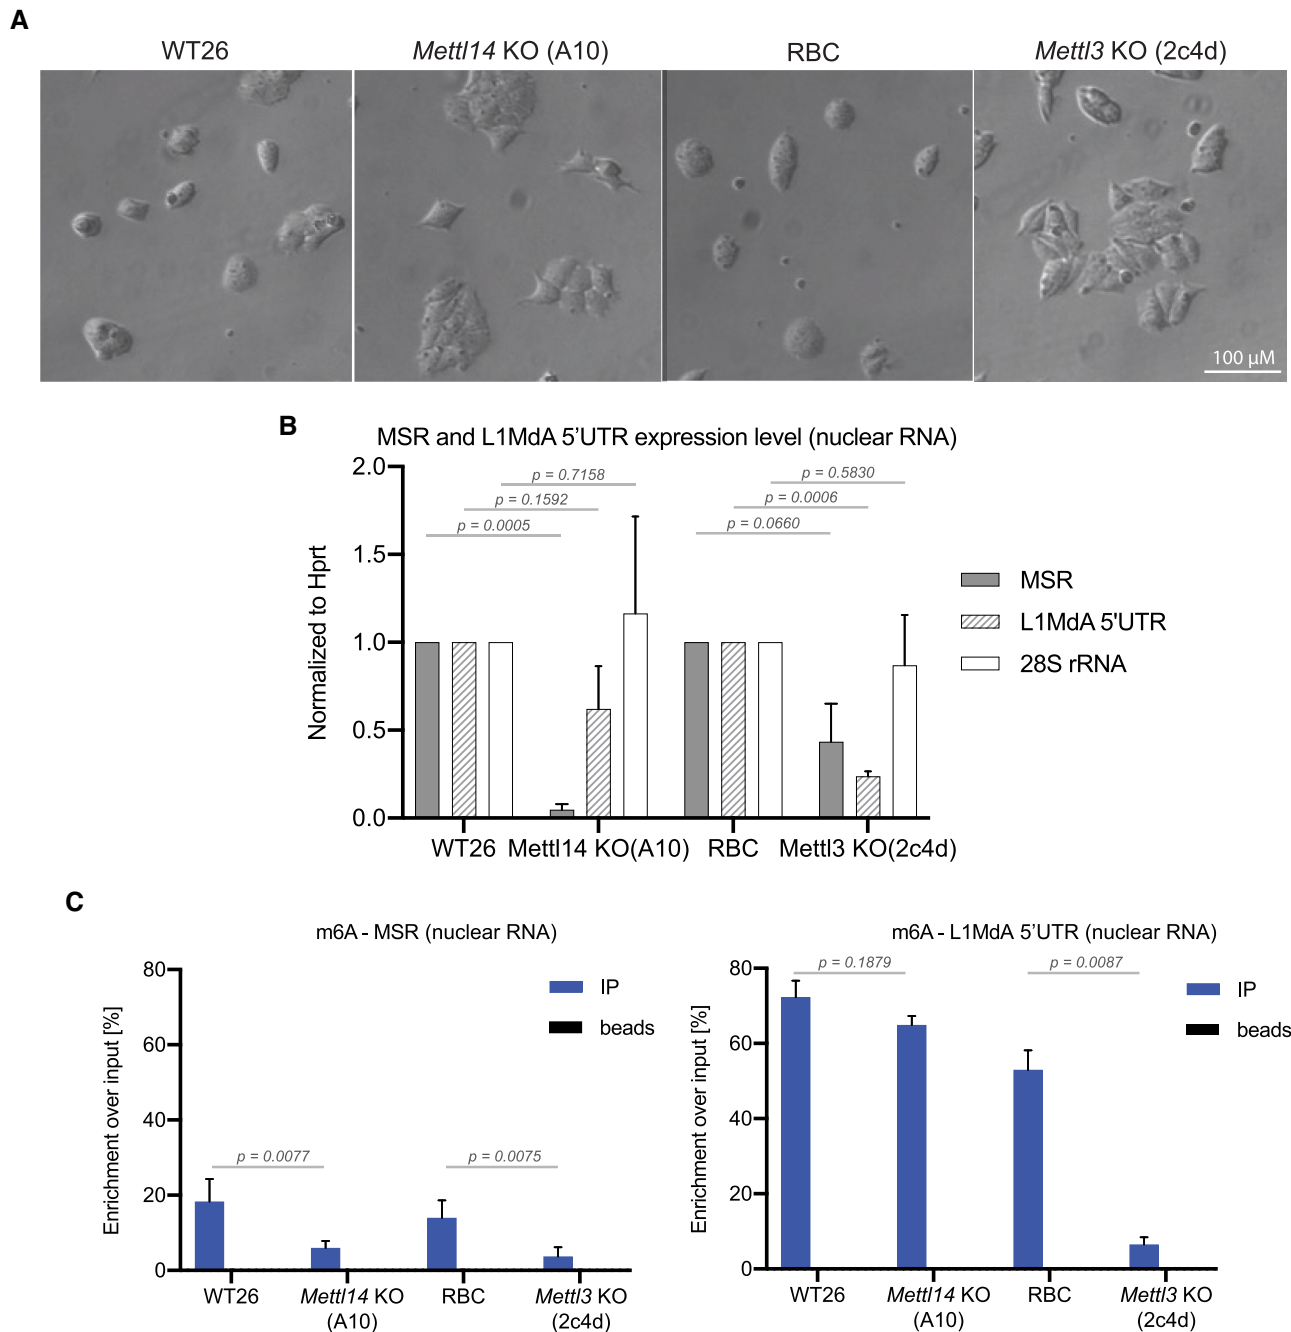 A
WT26
Mettl14 KO (A10)
RBC
Mettl3 KO (2c4d)
100 µM
B
MSR and L1MdA 5’UTR expression level (nuclear RNA)
2.0
1.5
1.0
0.5
0.0
Normalized to Hprt
p = 0.7158
p = 0.1592
p = 0.0005
p = 0.5830
p = 0.0006
p = 0.0660
MSR
L1MdA 5'UTR
28S rRNA
WT26
Mettl14 KO(A10)
RBC
Mettl3 KO(2c4d)
C
m6A - MSR (nuclear RNA)
80
60
40
20
0
Enrichment over input [%]
IP
beads
p = 0.0077
p = 0.0075
WT26
Mettl14 KO
(A10)
RBC
Mettl3 KO
(2c4d)
m6A - L1MdA 5’UTR (nuclear RNA)
80
60
40
20
0
Enrichment over input [%]
p = 0.1879
p = 0.0087
IP
beads
WT26
Mettl14 KO
(A10)
RBC
Mettl3 KO
(2c4d)